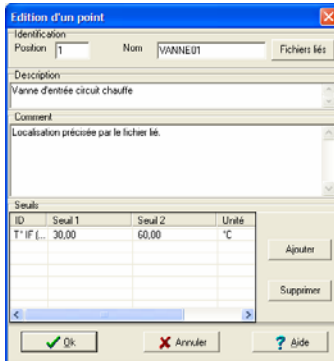 Edition d'un point
Identification
Position 1 Nom VANNE01 Fichiers liés
Description
Vanne d'entrée circuit chauffe
Comment
Localisation précisée par le fichier lié.
Seuils
ID Seuil 1 Seuil 2 Unité
T° IF (... 30,00 60,00 °C
Ajouter
Supprimer
Ok Annuler Aide